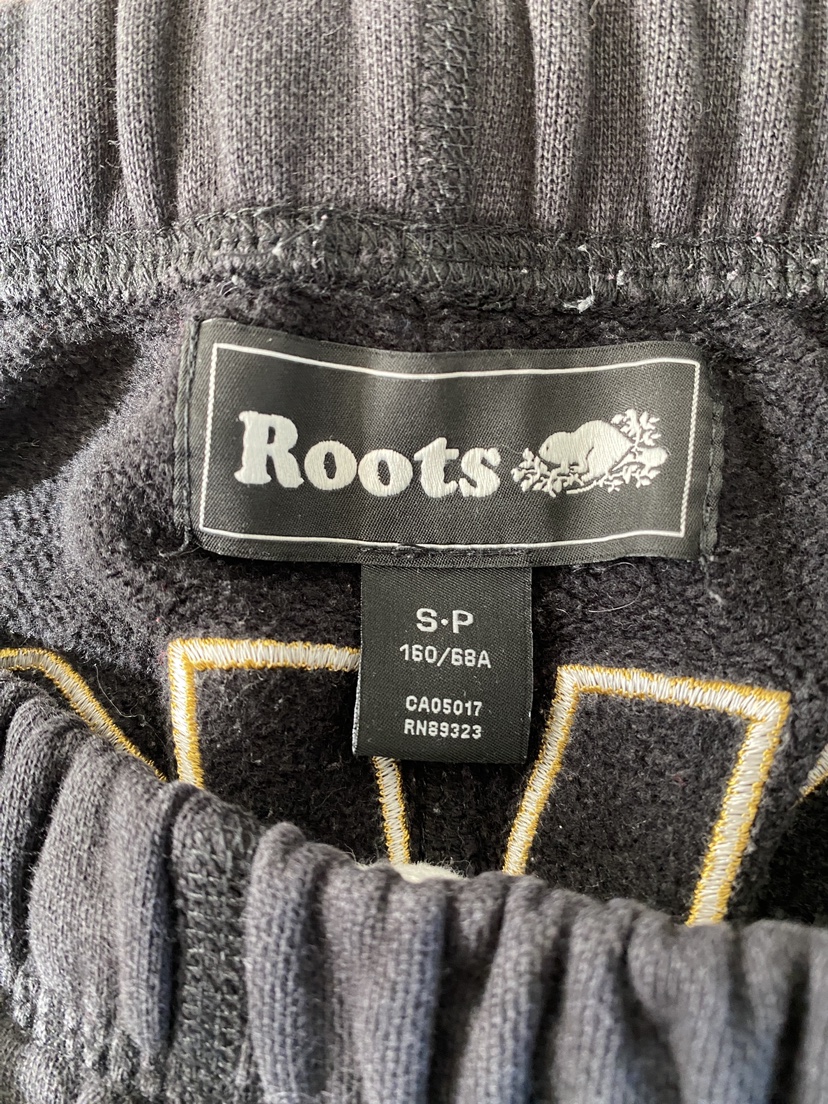 Roots
S·P
160/68A
CA05017
RN89323